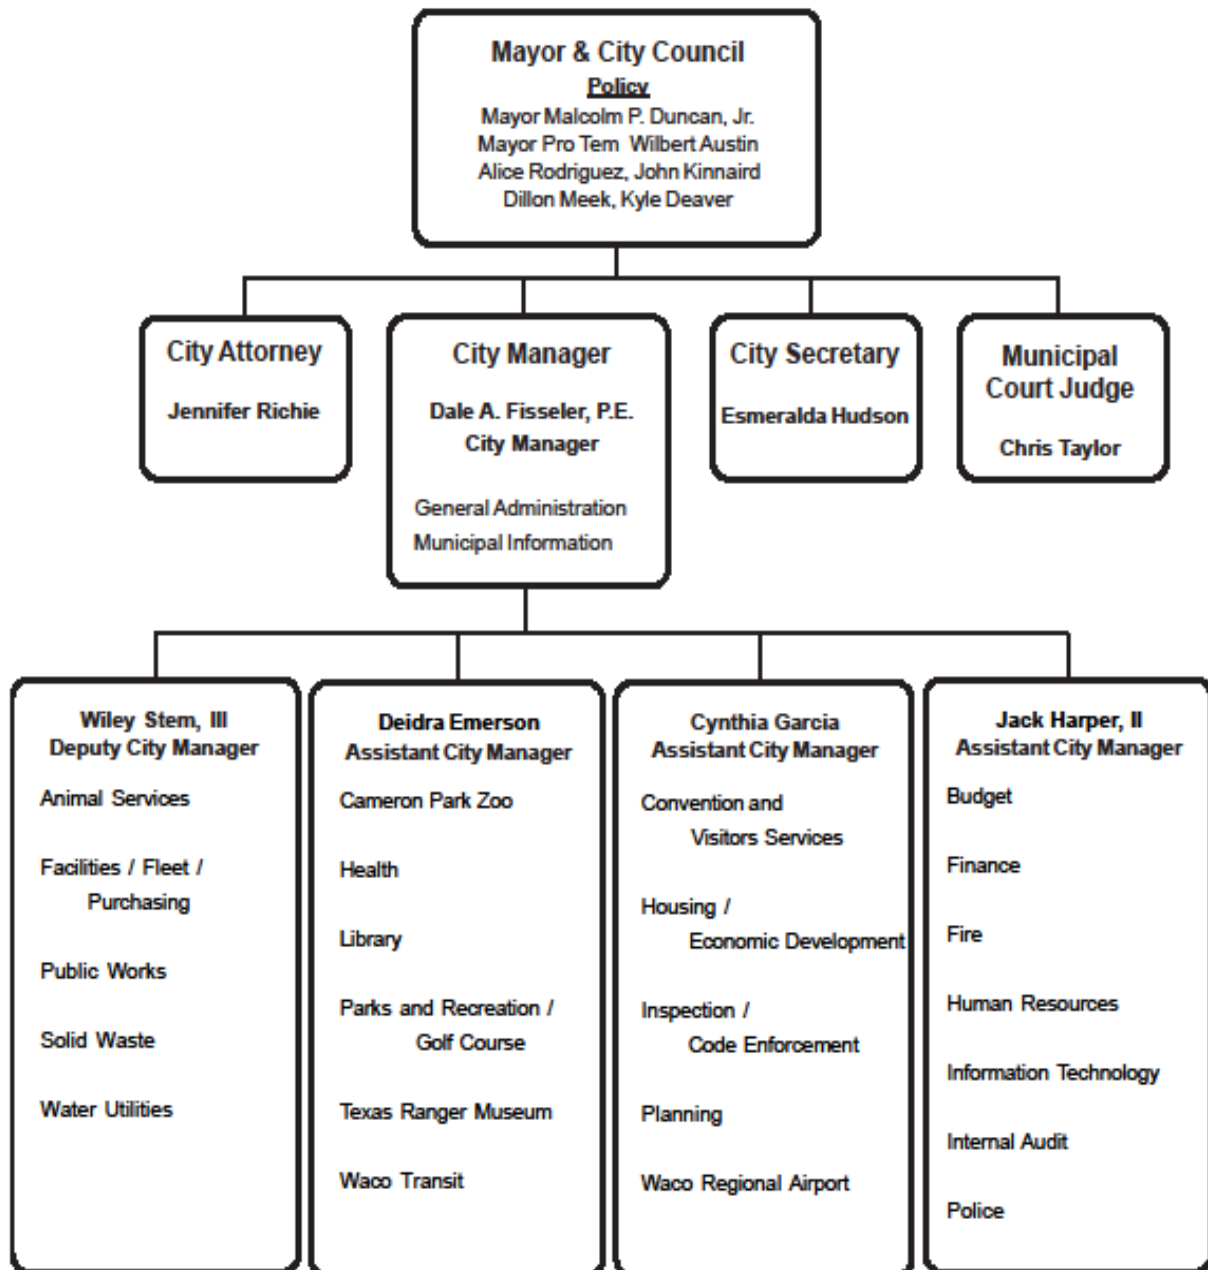 Mayor & City Council
Policy
Mayor Malcolm P. Duncan, Jr.
Mayor Pro Tem Wilbert Austin
Alice Rodriguez, John Kinnaird
Dillon Meek, Kyle Deaver
City Attorney
Jennifer Richie
City Manager
Dale A. Fisseler, P.E.
City Manager
General Administration
Municipal Information
City Secretary
Esmeralda Hudson
Municipal
Court Judge
Chris Taylor
Wiley Stem, III
Deputy City Manager
Animal Services
Facilities / Fleet /
Purchasing
Public Works
Solid Waste
Water Utilities
Deidra Emerson
Assistant City Manager
Cameron Park Zoo
Health
Library
Parks and Recreation /
Golf Course
Texas Ranger Museum
Waco Transit
Cynthia Garcia
Assistant City Manager
Convention and
Visitors Services
Housing /
Economic Development
Inspection /
Code Enforcement
Planning
Waco Regional Airport
Jack Harper, II
Assistant City Manager
Budget
Finance
Fire
Human Resources
Information Technology
Internal Audit
Police